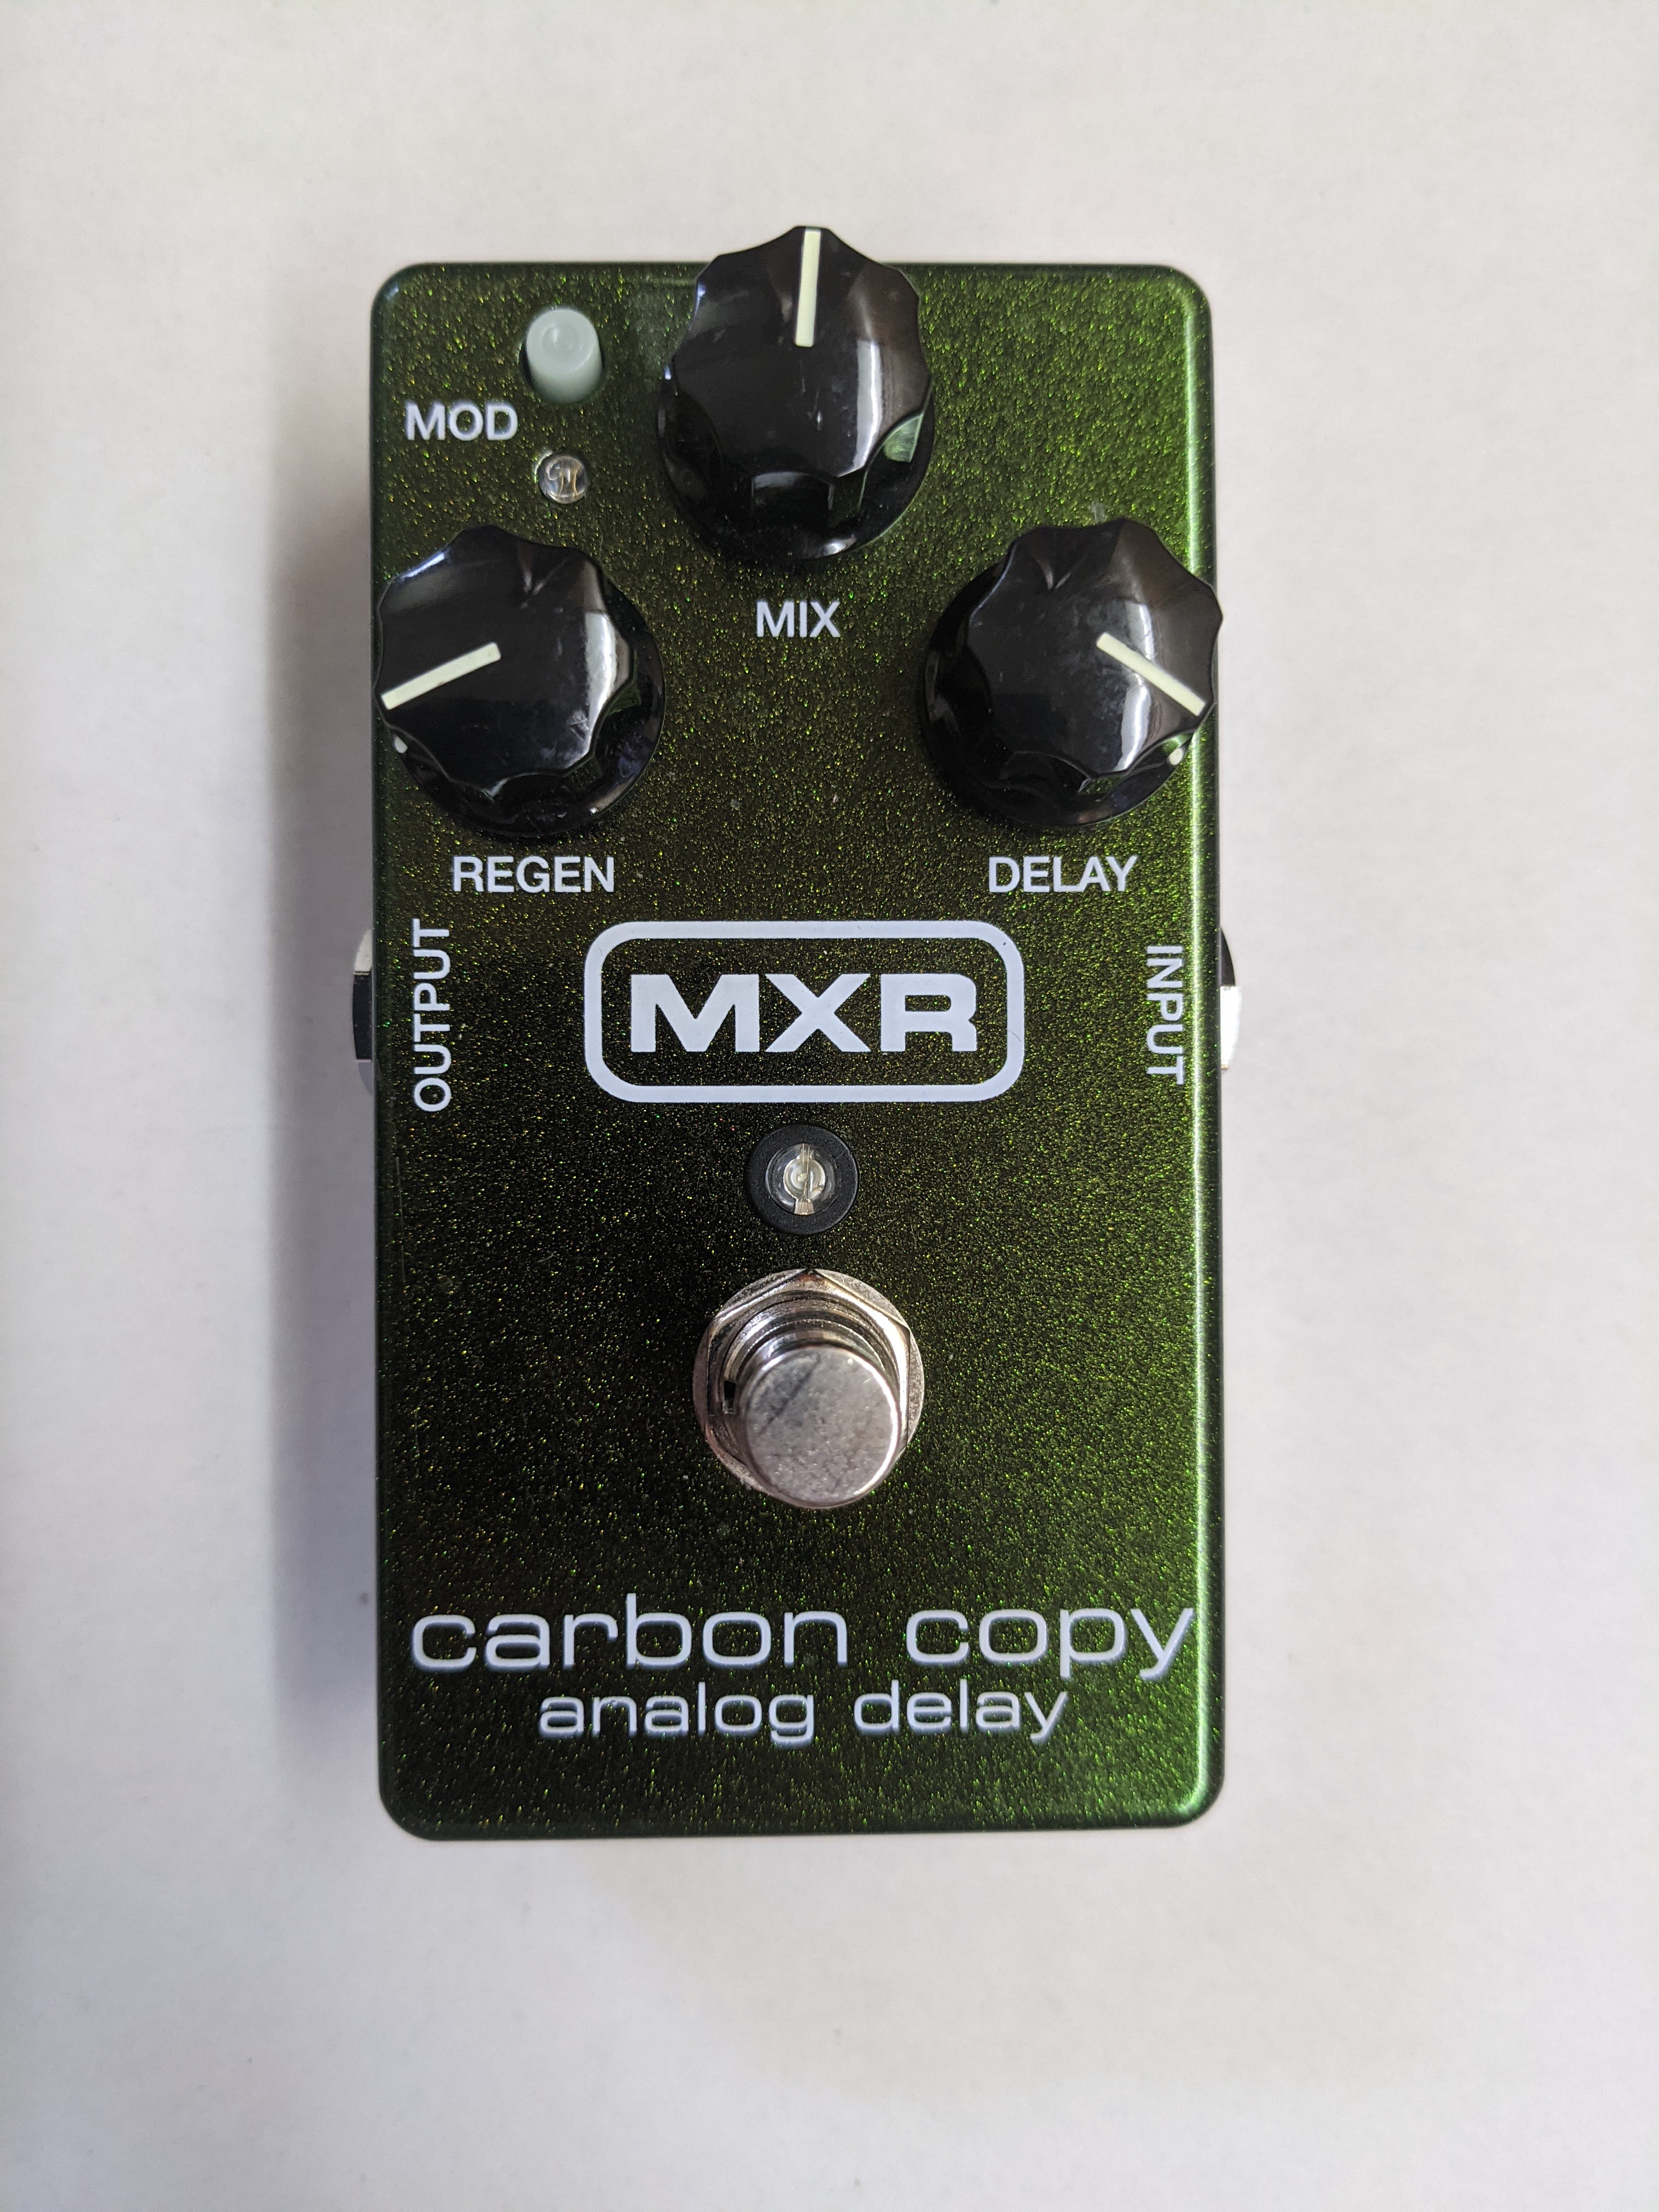 MOD
MIX
REGEN
DELAY
OUTPUT
INPUT
MXR
carbon copy
analog delay